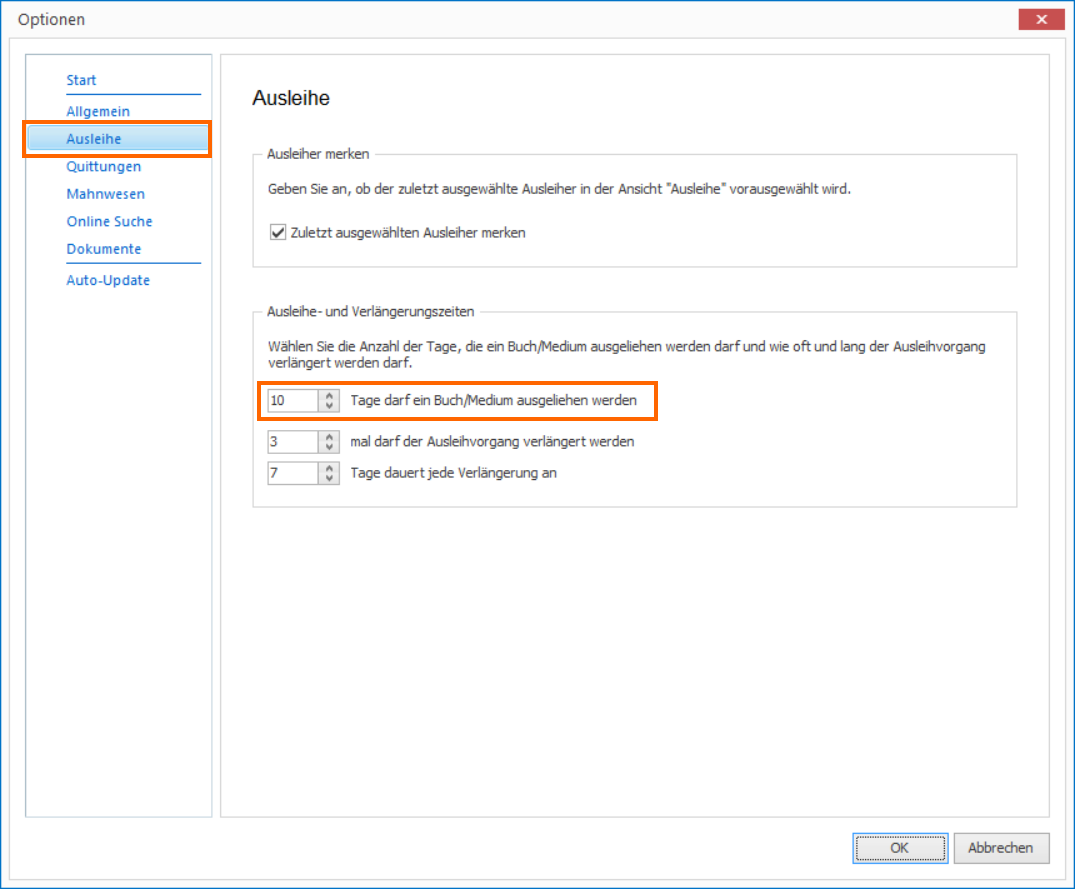 Optionen
Start
Allgemein
Ausleihe
Quittungen
Mahnwesen
Online Suche
Dokumente
Auto-Update
Ausleihe
Ausleiher merken
Geben Sie an, ob der zuletzt ausgewählte Ausleiher in der Ansicht "Ausleihe" vorausgewählt wird.
Zuletzt ausgewählten Ausleiher merken
Ausleihe- und Verlängerungszeiten
Wählen Sie die Anzahl der Tage, die ein Buch/Medium ausgeliehen werden darf und wie oft und lang der Ausleihvorgang
verlängert werden darf.
10 Tage darf ein Buch/Medium ausgeliehen werden
3 mal darf der Ausleihvorgang verlängert werden
7 Tage dauert jede Verlängerung an
OK Abbrechen